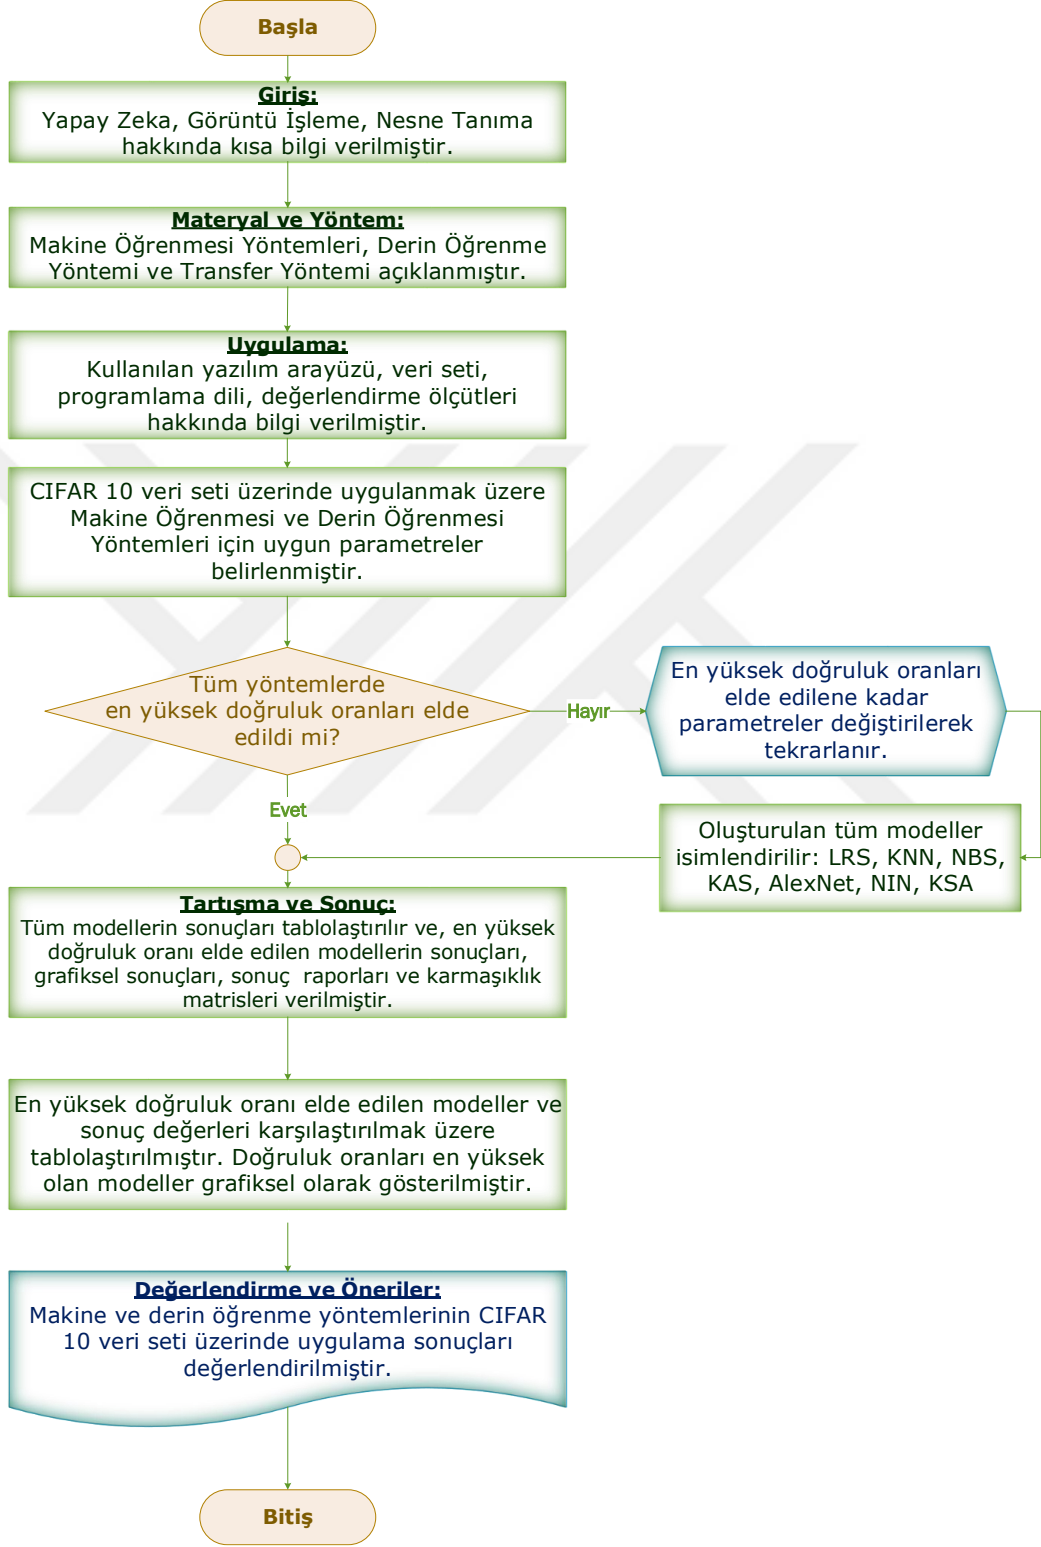 Başla
Giriş:
Yapay Zeka, Görüntü İşleme, Nesne Tanıma
hakkında kısa bilgi verilmiştir.
Materyal ve Yöntem:
Makine Öğrenmesi Yöntemleri, Derin Öğrenme
Yöntemi ve Transfer Yöntemi açıklanmıştır.
Uygulama:
Kullanılan yazılım arayüzü, veri seti,
programlama dili, değerlendirme ölçütleri
hakkında bilgi verilmiştir.
CIFAR 10 veri seti üzerinde uygulanmak üzere
Makine Öğrenmesi ve Derin Öğrenmesi
Yöntemleri için uygun parametreler
belirlenmiştir.
Tüm yöntemlerde
en yüksek doğruluk oranları elde
edildi mi?
Hayır
En yüksek doğruluk oranları
elde edilene kadar
parametreler değiştirilerek
tekrarlanır.
Evet
Oluşturulan tüm modeller
isimlendirilir: LRS, KNN, NBS,
KAS, AlexNet, NIN, KSA
Tartışma ve Sonuç:
Tüm modellerin sonuçları tablolaştırılır ve, en yüksek
doğruluk oranı elde edilen modellerin sonuçları,
grafiksel sonuçları, sonuç  raporları ve karmaşıklık
matrisleri verilmiştir.
En yüksek doğruluk oranı elde edilen modeller ve
sonuç değerleri karşılaştırılmak üzere
tablolaştırılmıştır. Doğruluk oranları en yüksek
olan modeller grafiksel olarak gösterilmiştir.
Değerlendirme ve Öneriler:
Makine ve derin öğrenme yöntemlerinin CIFAR
10 veri seti üzerinde uygulama sonuçları
değerlendirilmiştir.
Bitiş